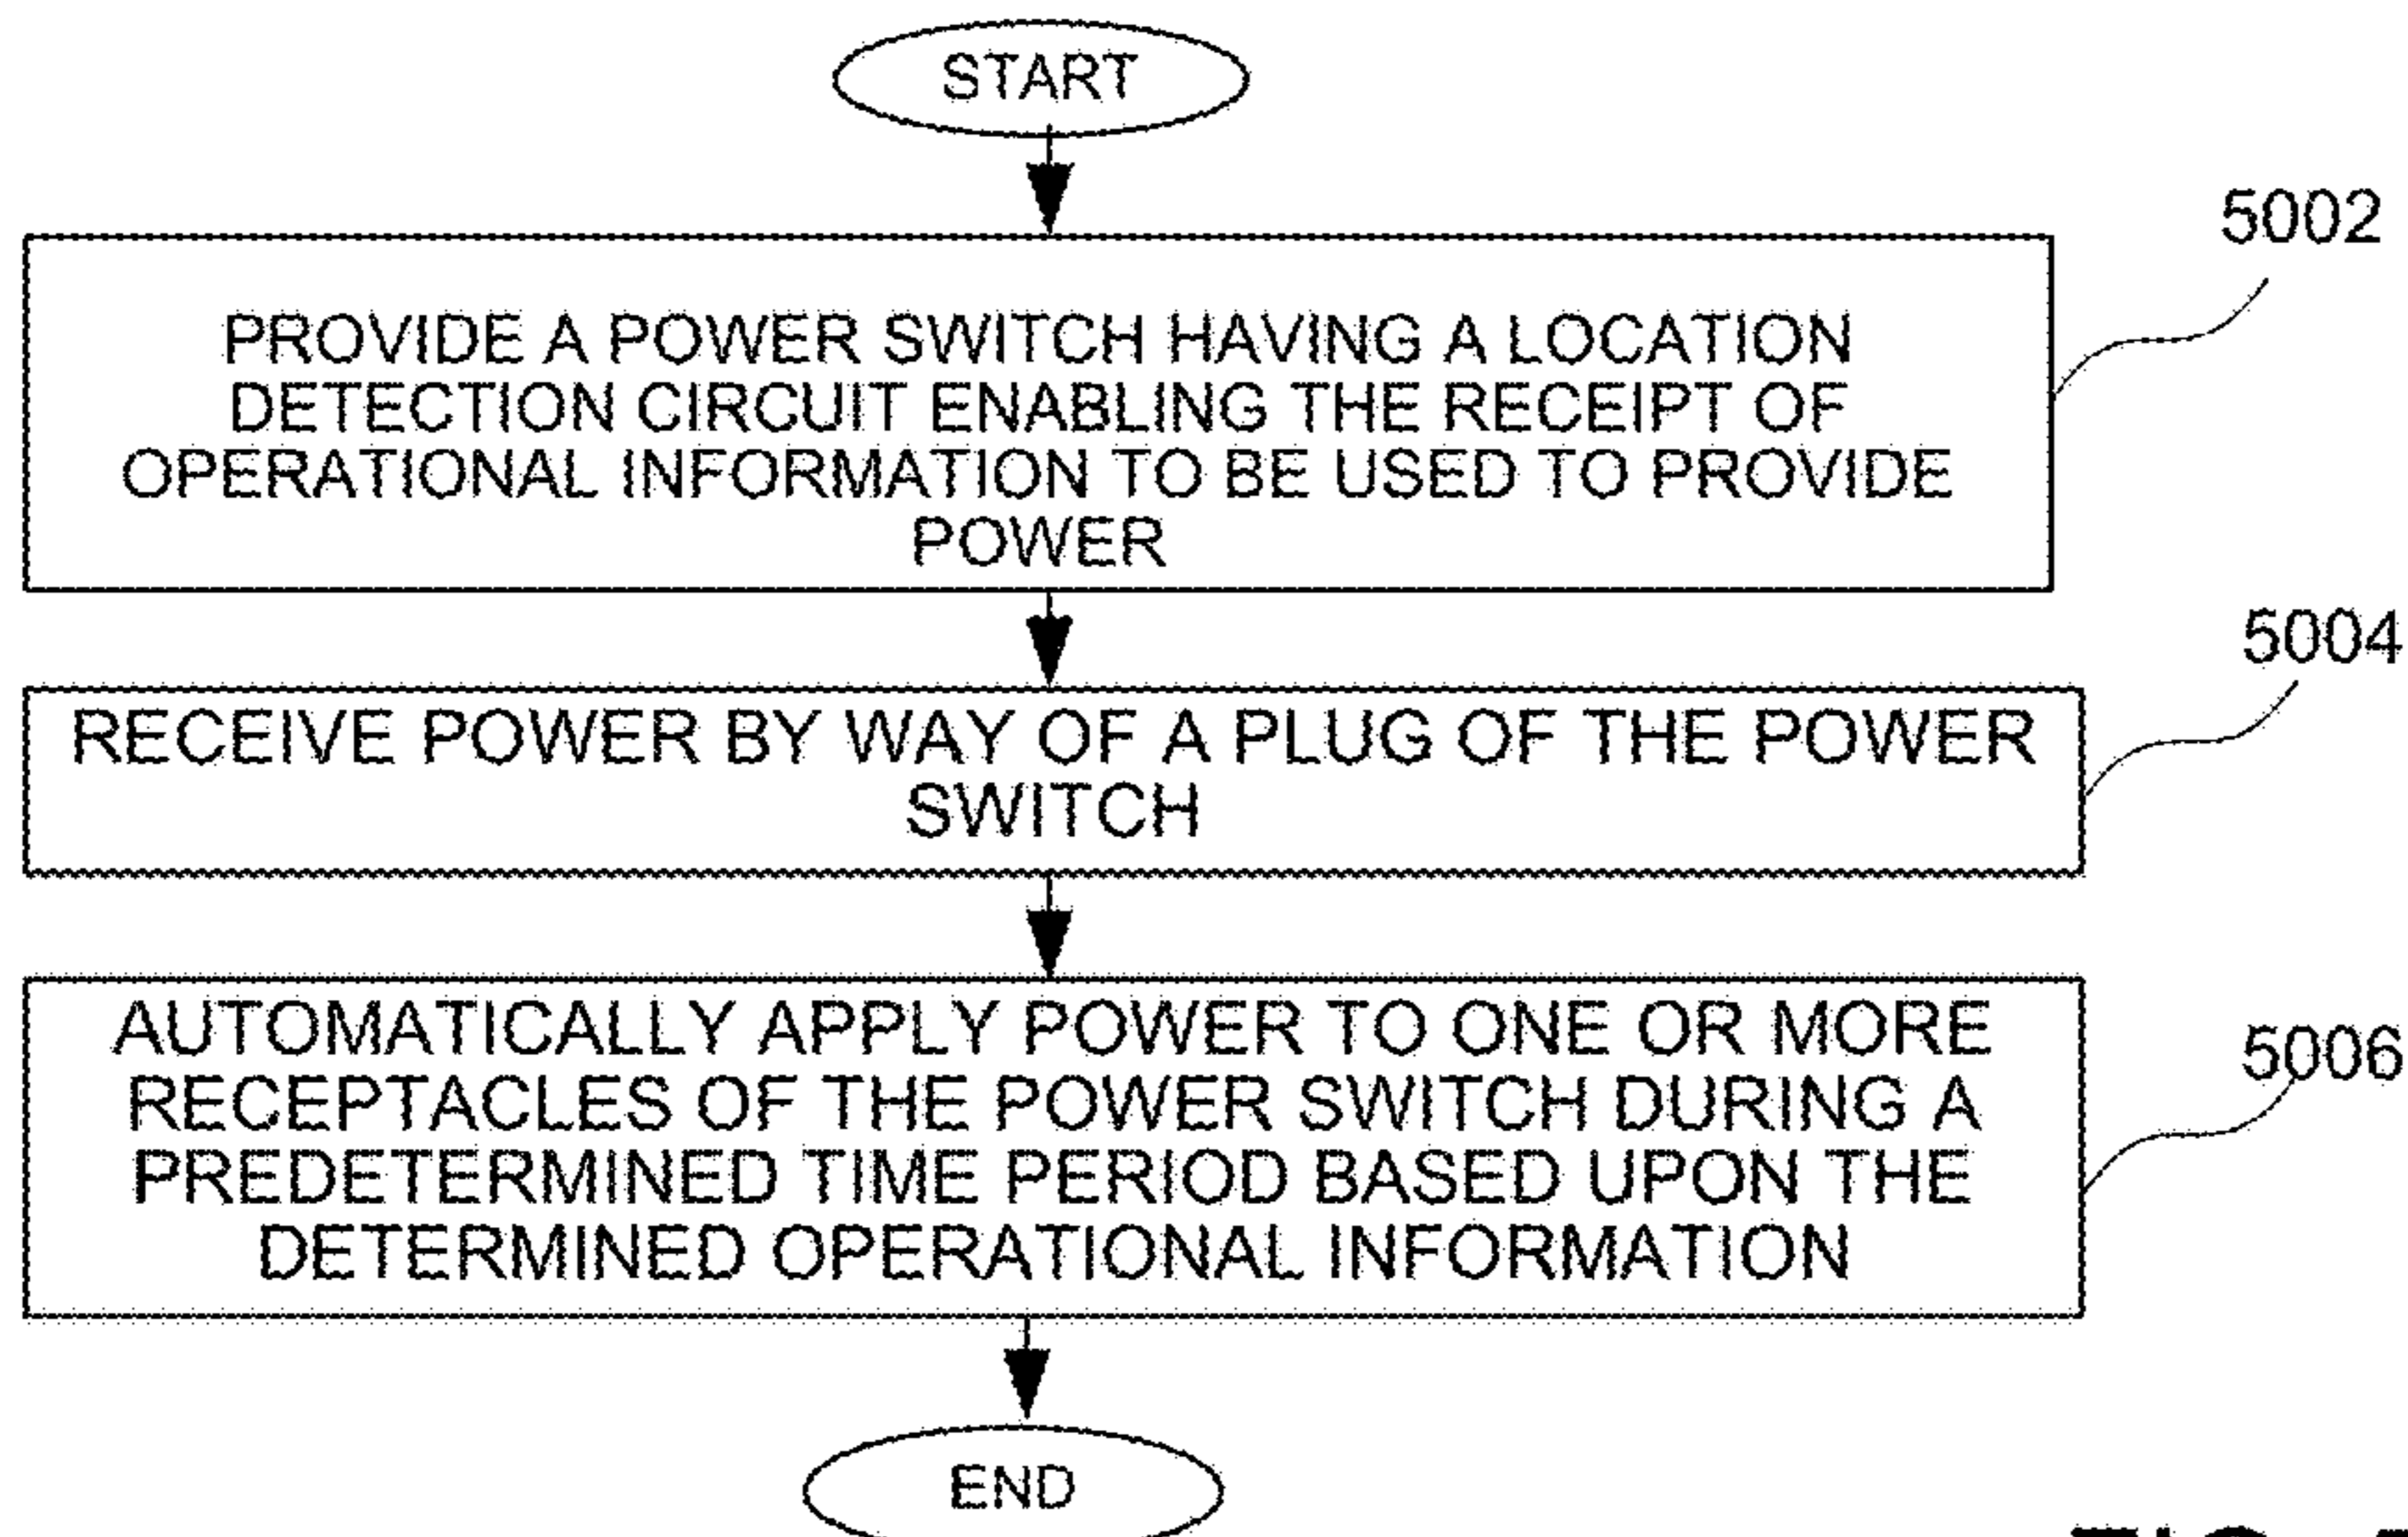 START
5002
PROVIDE A POWER SWITCH HAVING A LOCATION
DETECTION CIRCUIT ENABLING THE RECEIPT OF
OPERATIONAL INFORMATION TO BE USED TO PROVIDE
POWER
5004
RECEIVE POWER BY WAY OF A PLUG OF THE POWER
SWITCH
AUTOMATICALLY APPLY POWER TO ONE OR MORE
RECEPTACLES OF THE POWER SWITCH DURING A
PREDETERMINED TIME PERIOD BASED UPON THE
DETERMINED OPERATIONAL INFORMATION
5006
END